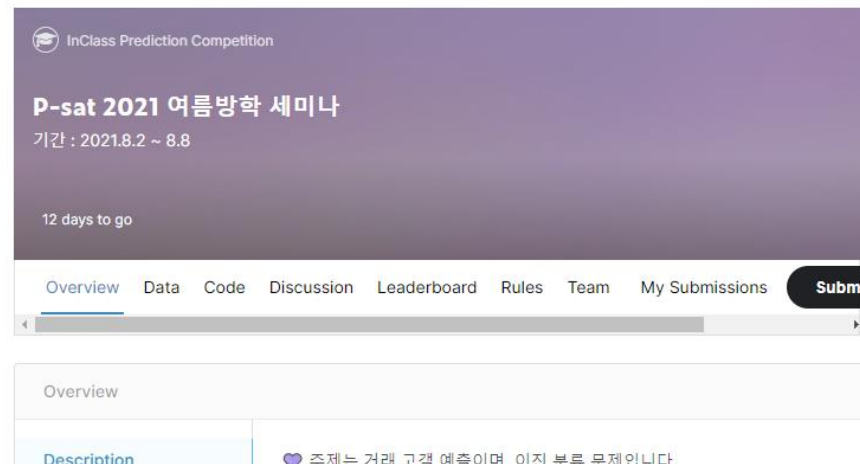 InClass Prediction Competition
P-sat 2021 여름방학 세미나
기간 : 2021.8.2 ~ 8.8
12 days to go
Overview Data Code Discussion Leaderboard Rules Team My Submissions Subm
Overview
Description
💜 주제는 거래 고객 예측이며, 이진 분류 문제입니다